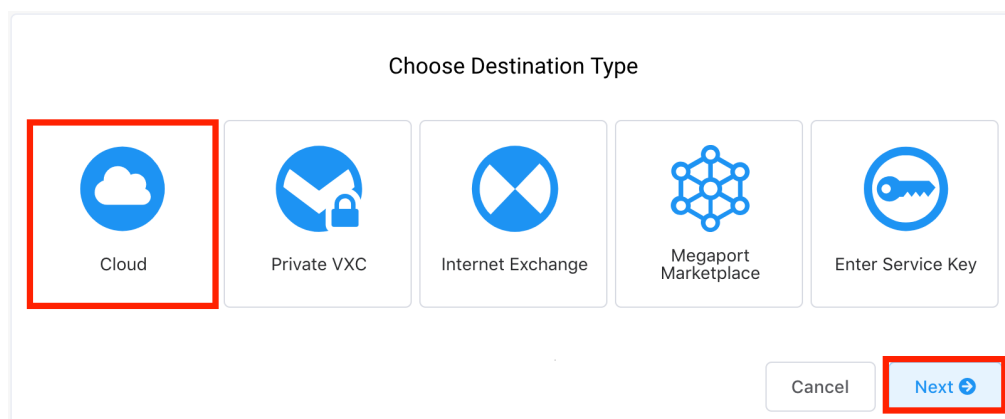 Choose Destination Type
Cloud
Private VXC
Internet Exchange
Megaport
Marketplace
Enter Service Key
Cancel
Next